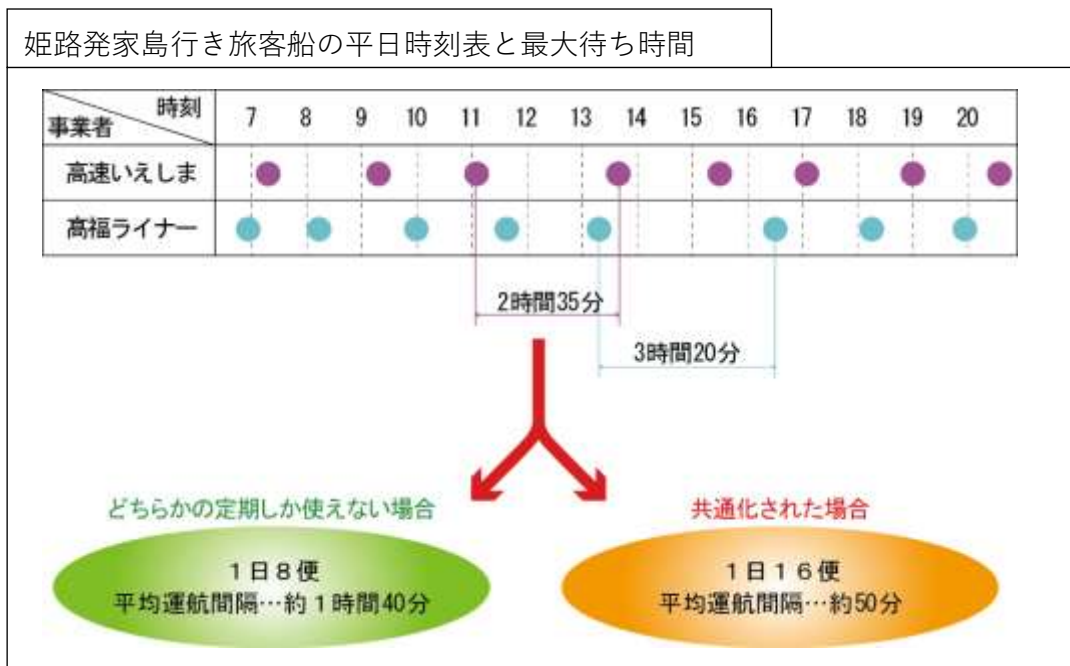 姫路発家島行き旅客船の平日時刻表と最大待ち時間
時刻
事業者
7 8 9 10 11 12 13 14 15 16 17 18 19 20
高速いえしま
高福ライナー
2時間35分
3時間20分
どちらかの定期しか使えない場合
1日8便
平均運航間隔…約1時間40分
共通化された場合
1日16便
平均運航間隔…約50分